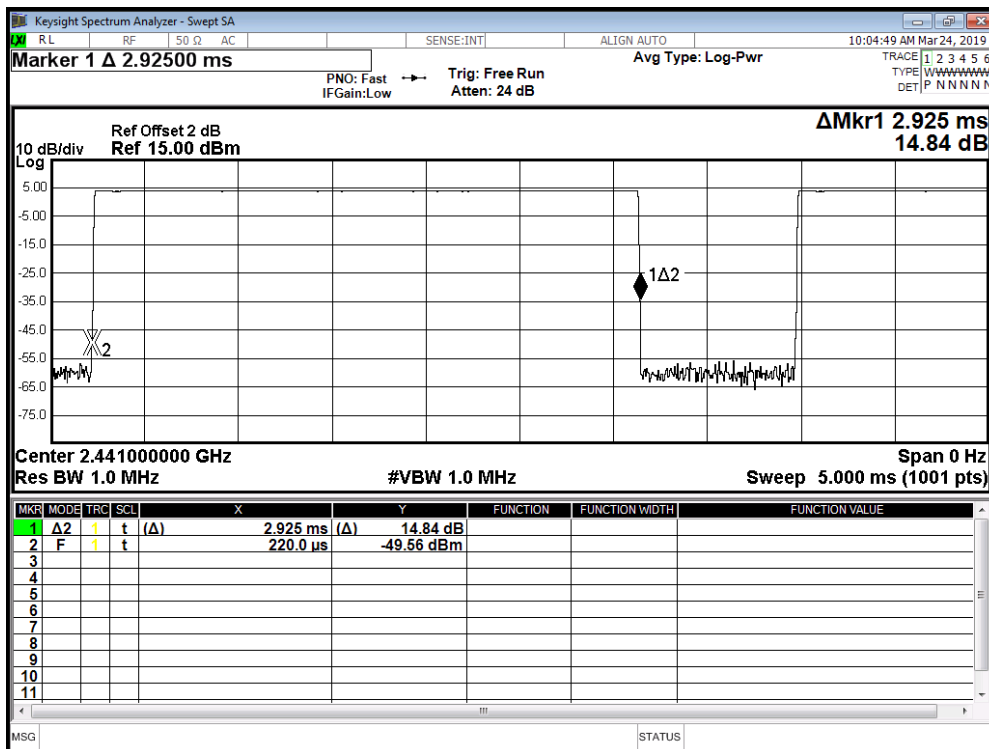 Keysight Spectrum Analyzer - Swept SA
LXI RL RF 50 Ω AC SENSE:INT ALIGN AUTO 10:04:49 AM Mar 24, 2019
Marker 1 Δ 2.92500 ms
PNO: Fast
IFGain:Low
Trig: Free Run
Atten: 24 dB
Avg Type: Log-Pwr
TRACE 1 2 3 4 5 6
TYPE WWWWWW
DET P N N N N N
ΔMkr1 2.925 ms
14.84 dB
Ref Offset 2 dB
10 dB/div Ref 15.00 dBm
Log
5.00
-5.00
-15.0
-25.0
1Δ2
-35.0
-45.0
2
-55.0
-65.0
-75.0
Center 2.441000000 GHz Span 0 Hz
Res BW 1.0 MHz #VBW 1.0 MHz Sweep 5.000 ms (1001 pts)
MKR MODE TRC SCL X Y FUNCTION FUNCTION WIDTH FUNCTION VALUE
1 Δ2 1 t (Δ) 2.925 ms (Δ) 14.84 dB
2 F 1 t 220.0 µs -49.56 dBm
3
4
5
6
7
8
9
10
11
MSG STATUS